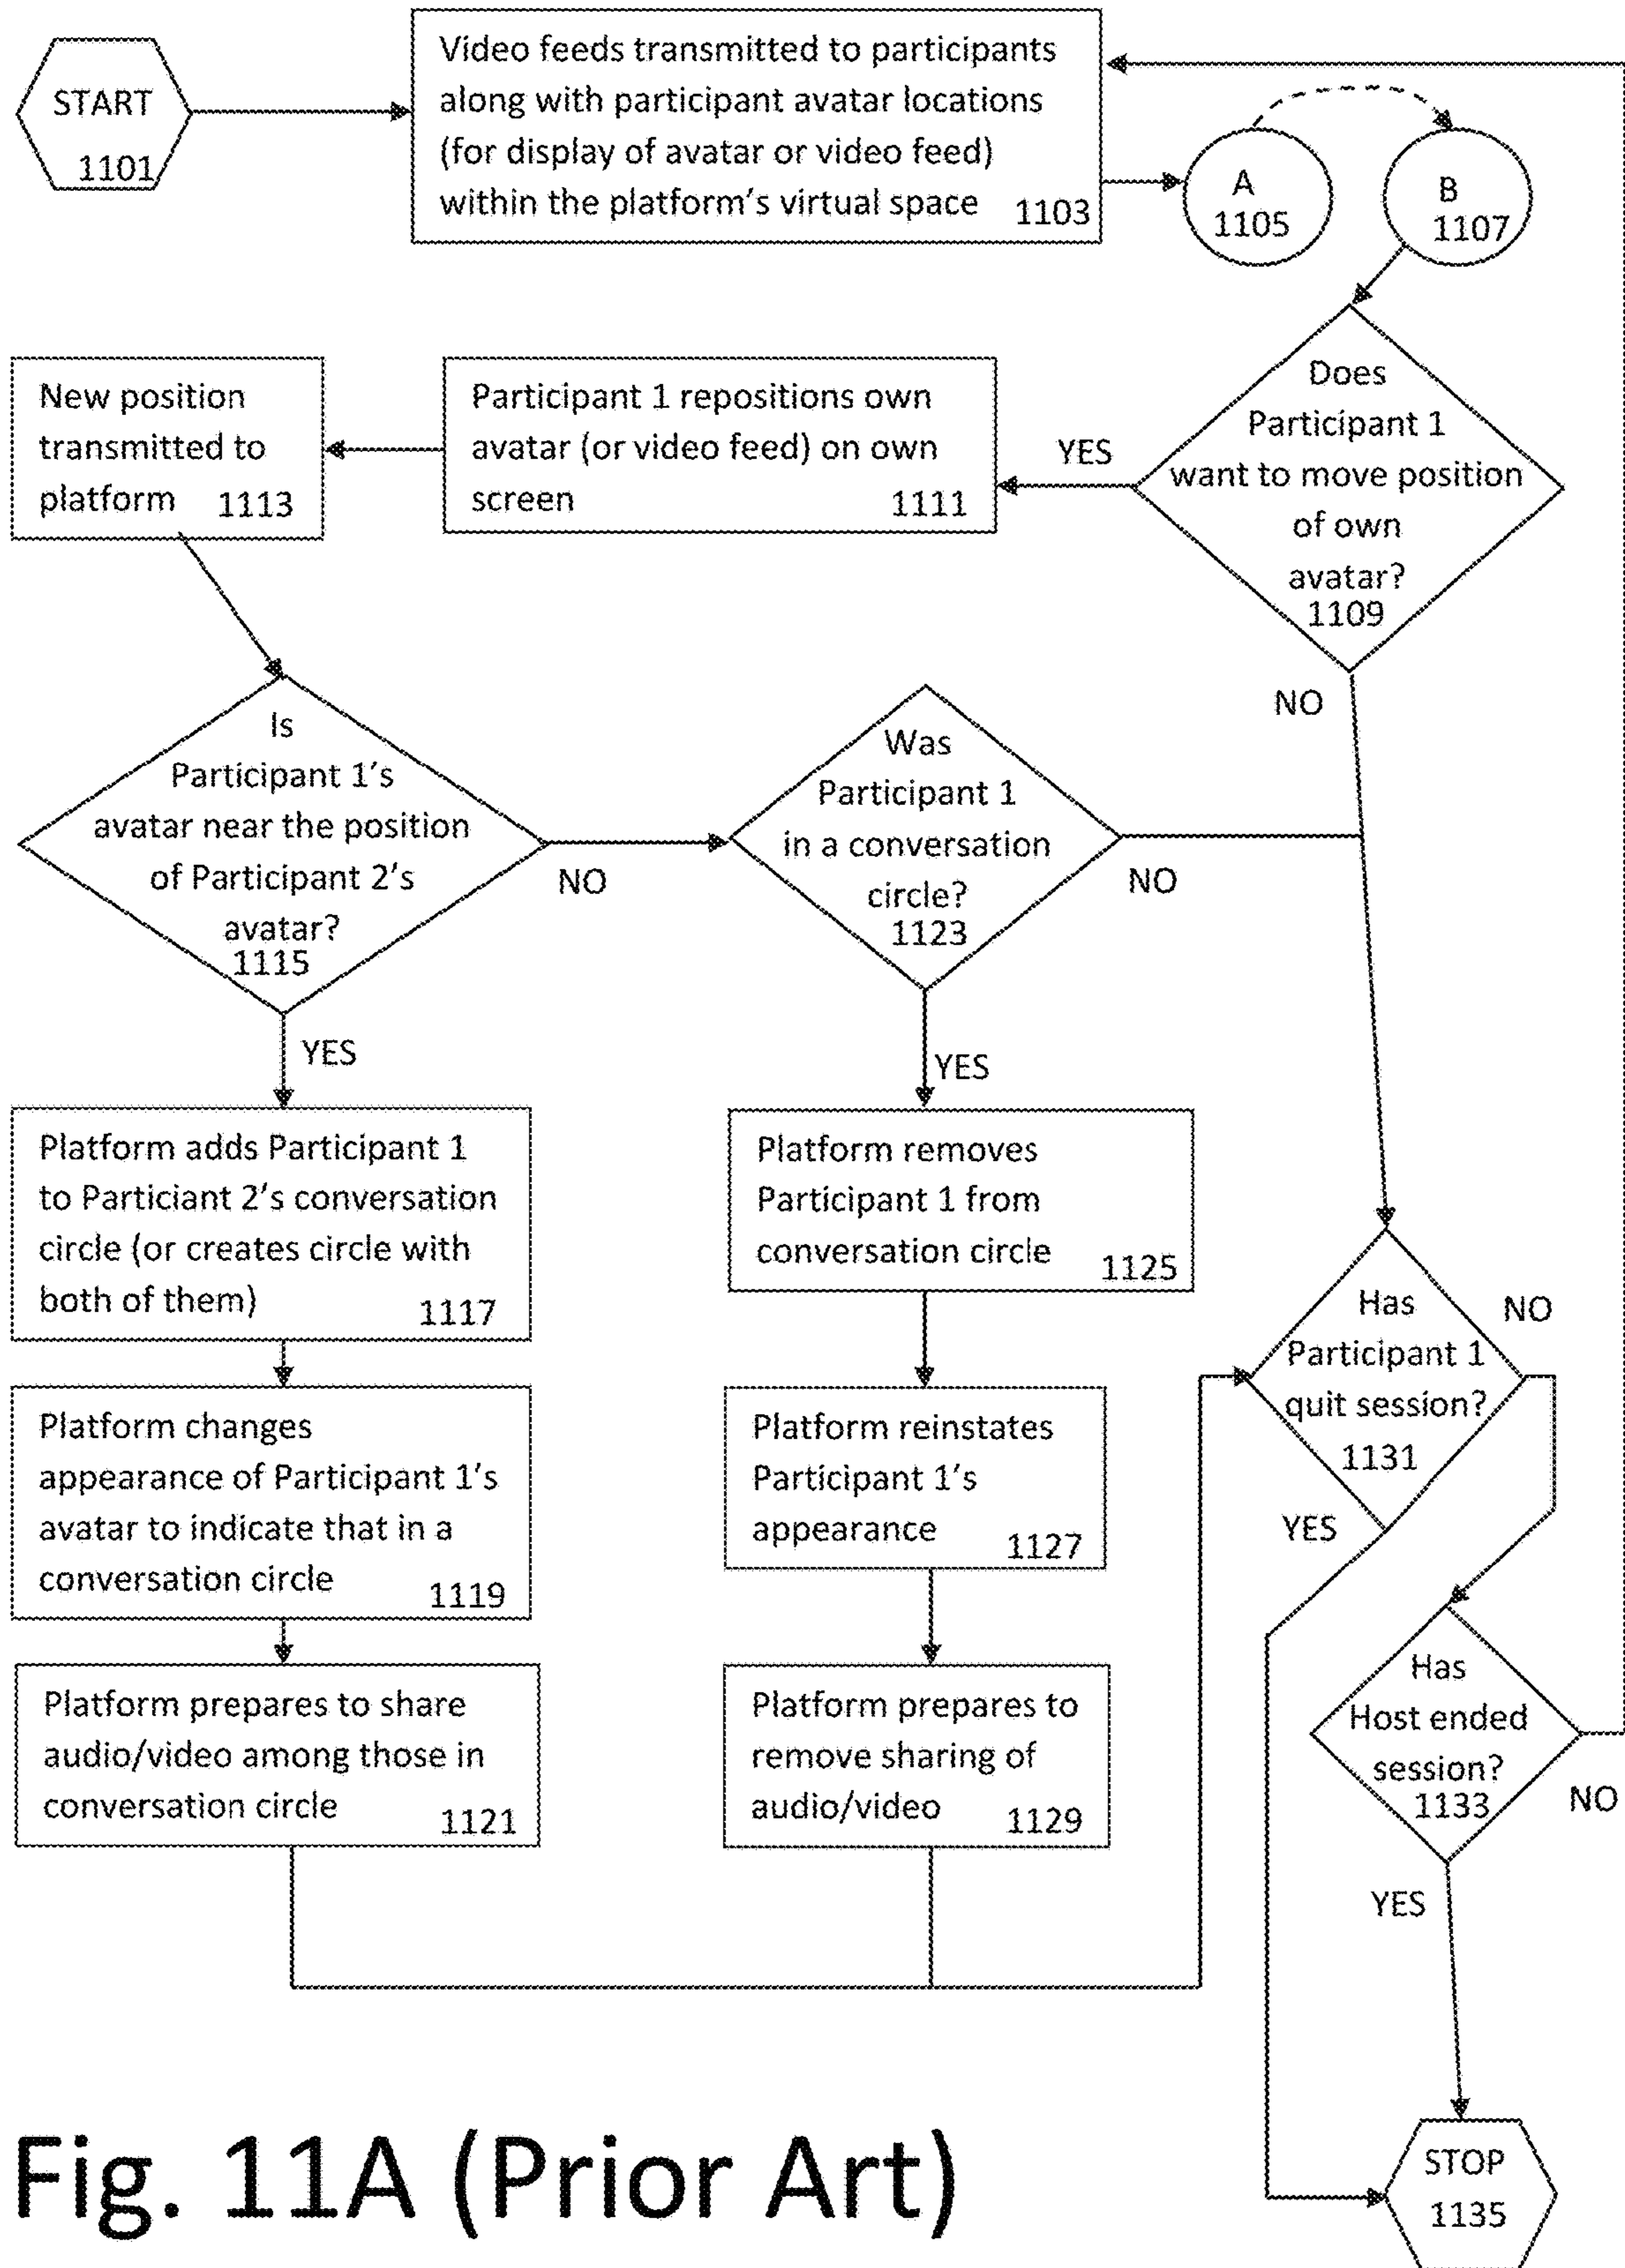 START
1101
Video feeds transmitted to participants
along with participant avatar locations
(for display of avatar or video feed)
within the platform's virtual space 1103
A
1105
B
1107
Does
Participant 1
want to move position
of own
avatar?
1109
YES
NO
Participant 1 repositions own
avatar (or video feed) on own
screen 1111
New position
transmitted to
platform 1113
Is
Participant 1's
avatar near the position
of Participant 2's
avatar?
1115
NO
YES
Was
Participant 1
in a conversation
circle?
1123
NO
YES
Platform adds Participant 1
to Particiant 2's conversation
circle (or creates circle with
both of them) 1117
Platform changes
appearance of Participant 1's
avatar to indicate that in a
conversation circle 1119
Platform prepares to share
audio/video among those in
conversation circle 1121
Platform removes
Participant 1 from
conversation circle 1125
Platform reinstates
Participant 1's
appearance 1127
Platform prepares to
remove sharing of
audio/video 1129
Has
Participant 1
quit session?
1131
NO
YES
Has
Host ended
session?
1133
NO
YES
STOP
1135
Fig. 11A (Prior Art)